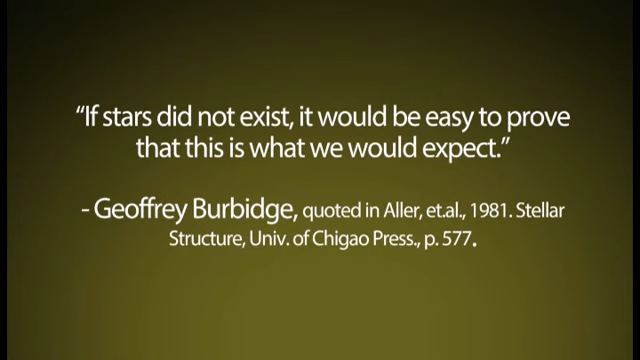 “If stars did not exist, it would be easy to prove
that this is what we would expect.”
- Geoffrey Burbidge, quoted in Aller, et.al., 1981. Stellar
Structure, Univ. of Chigao Press., p. 577.